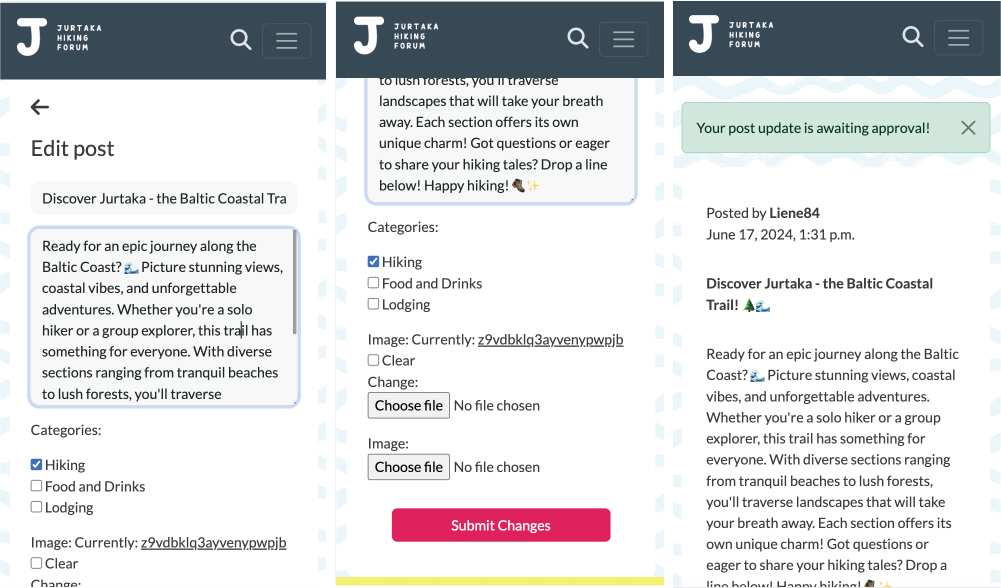 JURTAKA
HIKING
FORUM
Edit post
Discover Jurtaka - the Baltic Coastal Tra
Ready for an epic journey along the
Baltic Coast?🌊 Picture stunning views,
coastal vibes, and unforgettable
adventures. Whether you're a solo
hiker or a group explorer, this trail has
something for everyone. With diverse
sections ranging from tranquil beaches
to lush forests, you'll traverse
Categories:
Hiking
Food and Drinks
Lodging
Image: Currently: z9vdbklq3ayvenypwpjb
Clear
Change:
JURTAKA
HIKING
FORUM
to lush forests, you'll traverse
landscapes that will take your breath
away. Each section offers its own
unique charm! Got questions or eager
to share your hiking tales? Drop a line
below! Happy hiking! 🥾✨
Categories:
Hiking
Food and Drinks
Lodging
Image: Currently: z9vdbklq3ayvenypwpjb
Clear
Change:
Choose file No file chosen
Image:
Choose file No file chosen
Submit Changes
JURTAKA
HIKING
FORUM
Your post update is awaiting approval!
Posted by Liene84
June 17, 2024, 1:31 p.m.
Discover Jurtaka - the Baltic Coastal
Trail! 🌲🌊
Ready for an epic journey along the Baltic
Coast?🌊 Picture stunning views, coastal
vibes, and unforgettable adventures.
Whether you're a solo hiker or a group
explorer, this trail has something for
everyone. With diverse sections ranging
from tranquil beaches to lush forests,
you'll traverse landscapes that will take
your breath away. Each section offers its
own unique charm! Got questions or
eager to share your hiking tales? Drop a
line below! Happy hiking! 🥾✨